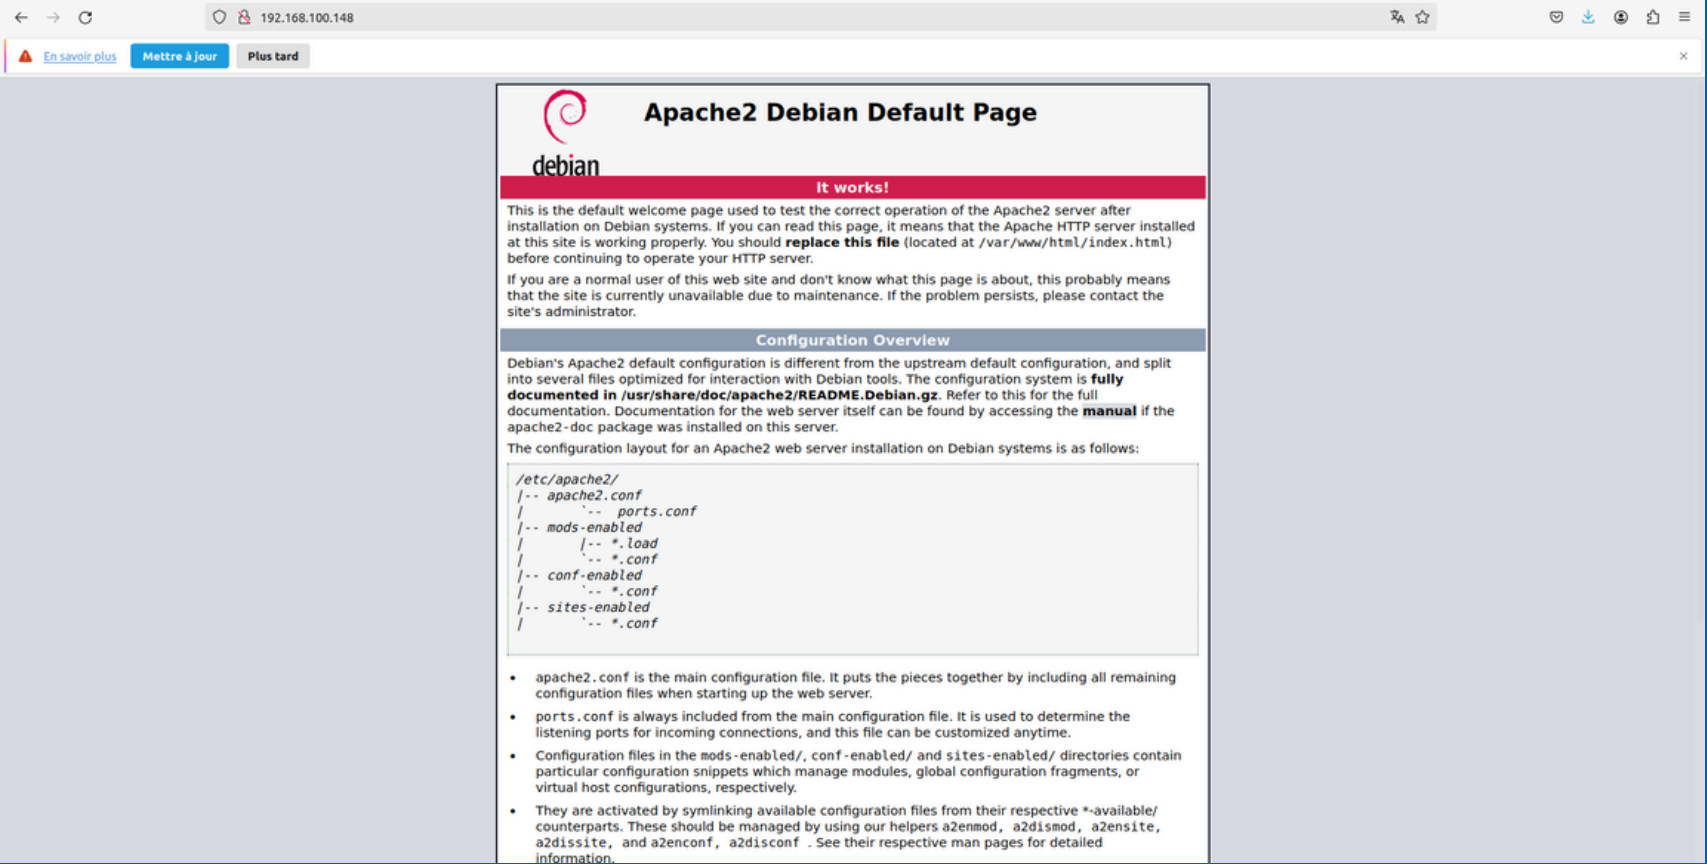 192.168.100.148
En savoir plus
Mettre à jour
Plus tard
debian
Apache2 Debian Default Page
It works!
This is the default welcome page used to test the correct operation of the Apache2 server after
installation on Debian systems. If you can read this page, it means that the Apache HTTP server installed
at this site is working properly. You should replace this file (located at /var/www/html/index.html)
before continuing to operate your HTTP server.
If you are a normal user of this web site and don't know what this page is about, this probably means
that the site is currently unavailable due to maintenance. If the problem persists, please contact the
site's administrator.
Configuration Overview
Debian's Apache2 default configuration is different from the upstream default configuration, and split
into several files optimized for interaction with Debian tools. The configuration system is fully
documented in /usr/share/doc/apache2/README.Debian.gz. Refer to this for the full
documentation. Documentation for the web server itself can be found by accessing the manual if the
apache2-doc package was installed on this server.
The configuration layout for an Apache2 web server installation on Debian systems is as follows:
/etc/apache2/
|-- apache2.conf
|       `--  ports.conf
|-- mods-enabled
|       |-- *.load
|       `-- *.conf
|-- conf-enabled
|       `-- *.conf
|-- sites-enabled
|       `-- *.conf
• apache2.conf is the main configuration file. It puts the pieces together by including all remaining
configuration files when starting up the web server.
• ports.conf is always included from the main configuration file. It is used to determine the
listening ports for incoming connections, and this file can be customized anytime.
• Configuration files in the mods-enabled/, conf-enabled/ and sites-enabled/ directories contain
particular configuration snippets which manage modules, global configuration fragments, or
virtual host configurations, respectively.
• They are activated by symlinking available configuration files from their respective *-available/
counterparts. These should be managed by using our helpers a2enmod, a2dismod, a2ensite,
a2dissite, and a2enconf, a2disconf . See their respective man pages for detailed
information.